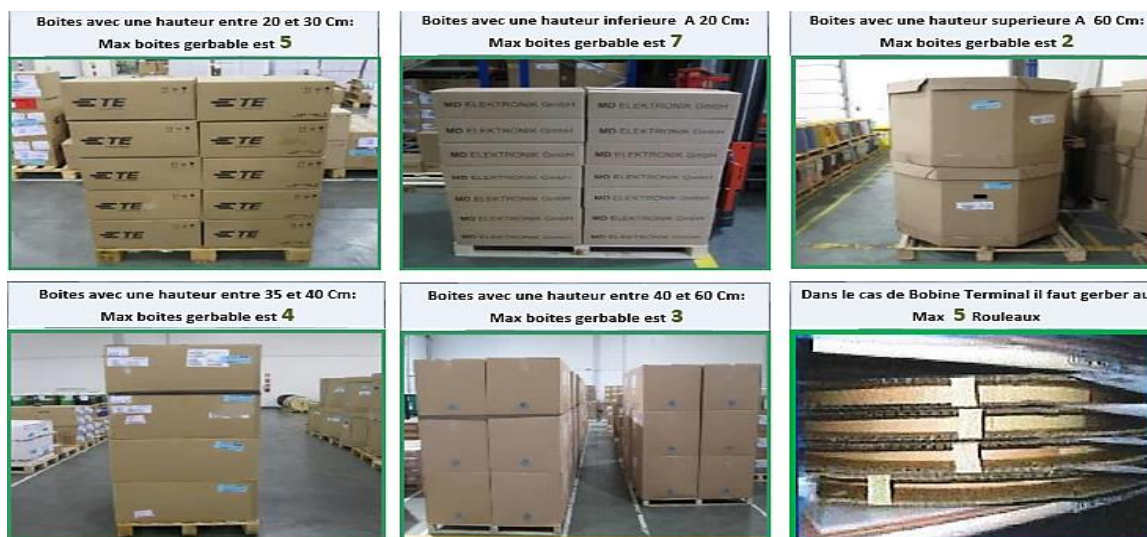 Boites avec une hauteur entre 20 et 30 Cm:
Max boites gerbable est 5
Boites avec une hauteur inferieure A 20 Cm:
Max boites gerbable est 7
Boites avec une hauteur superieure A 60 Cm:
Max boites gerbable est 2
TE TE
TE TE
TE TE
TE TE
TE TE
MD ELEKTRONIK GmbH MD ELEKTRONIK GmbH
MD ELEKTRONIK GmbH MD ELEKTRONIK GmbH
MD ELEKTRONIK GmbH MD ELEKTRONIK GmbH
MD ELEKTRONIK GmbH MD ELEKTRONIK GmbH
MD ELEKTRONIK GmbH MD ELEKTRONIK GmbH
MD ELEKTRONIK GmbH MD ELEKTRONIK GmbH
MD ELEKTRONIK GmbH MD ELEKTRONIK GmbH
Boites avec une hauteur entre 35 et 40 Cm:
Max boites gerbable est 4
Boites avec une hauteur entre 40 et 60 Cm:
Max boites gerbable est 3
Dans le cas de Bobine Terminal il faut gerber au
Max 5 Rouleaux